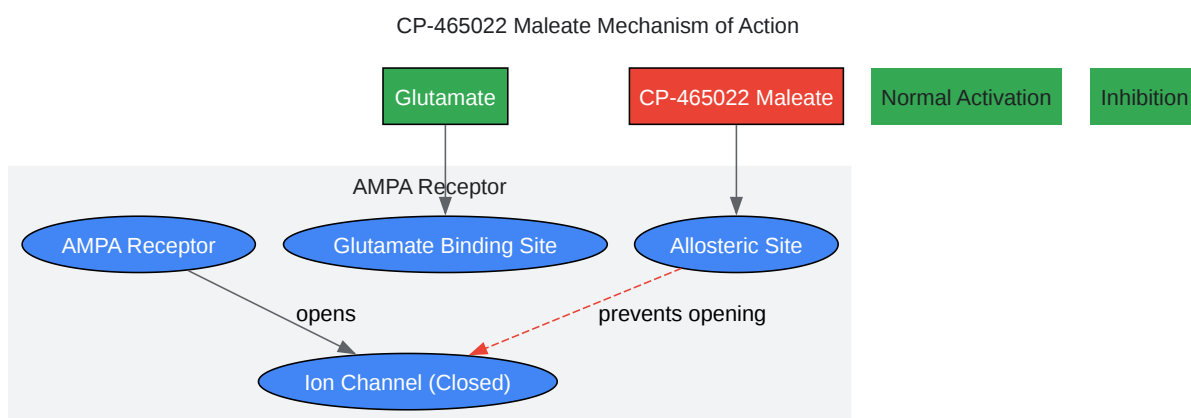 CP-465022 Maleate Mechanism of Action
Glutamate
CP-465022 Maleate
Normal Activation
Inhibition
AMPA Receptor
AMPA Receptor
Glutamate Binding Site
Allosteric Site
opens
prevents opening
Ion Channel (Closed)